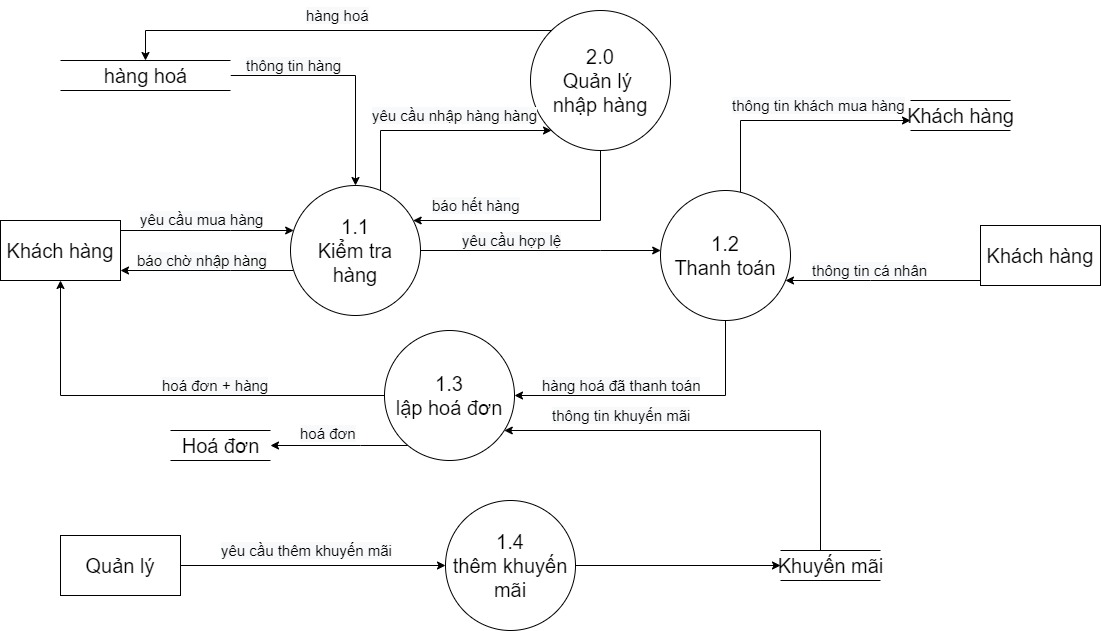 hàng hoá
hàng hoá
thông tin hàng
2.0
Quản lý
nhập hàng
yêu cầu nhập hàng hàng
thông tin khách mua hàng
Khách hàng
báo hết hàng
Khách hàng
yêu cầu mua hàng
báo chờ nhập hàng
1.1
Kiểm tra
hàng
yêu cầu hợp lệ
1.2
Thanh toán
thông tin cá nhân
Khách hàng
hoá đơn + hàng
1.3
lập hoá đơn
hàng hoá đã thanh toán
thông tin khuyến mãi
Hoá đơn
hoá đơn
Quản lý
yêu cầu thêm khuyến mãi
1.4
thêm khuyến
mãi
Khuyến mãi